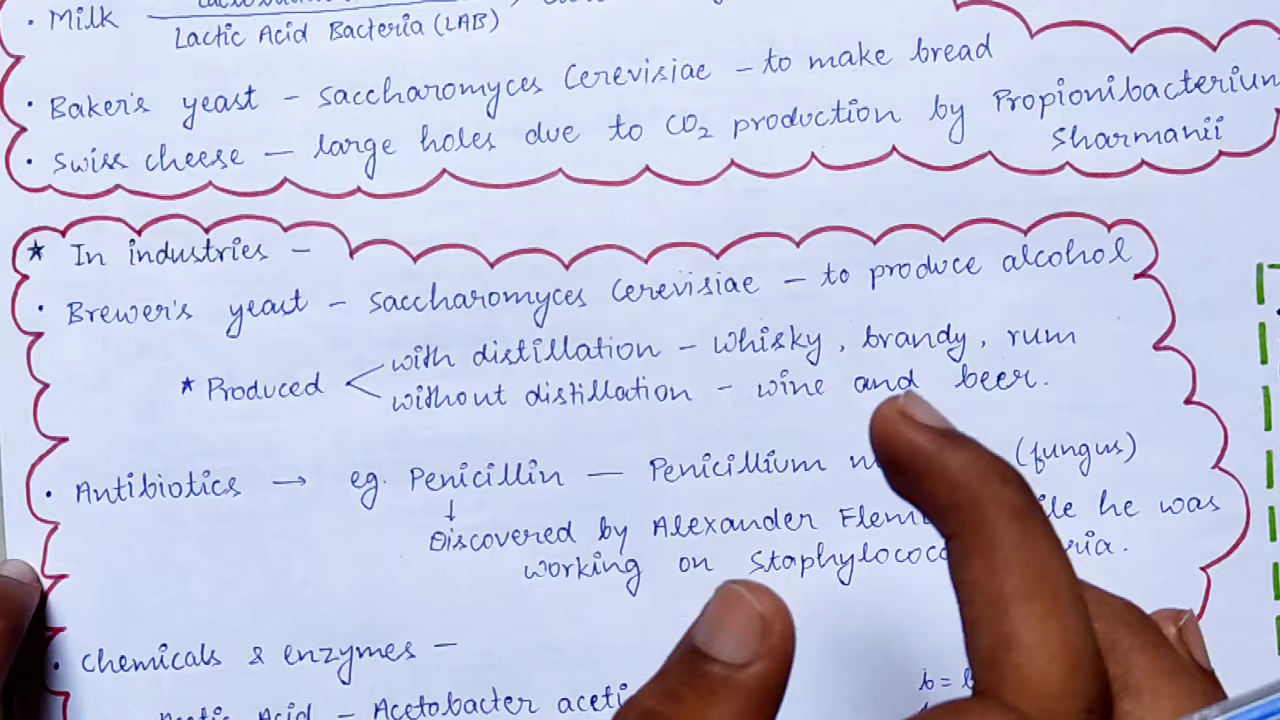 • Milk
Lactic Acid Bacteria (LAB)
• Baker's yeast – saccharomyces cerevisiae – to make bread
• Swiss cheese – large holes due to CO₂ production by Propionibacterium
Sharmanii
★ In industries –
• Brewer's yeast – saccharomyces cerevisiae – to produce alcohol
with distillation – whisky, brandy, rum
★ Produced <
without distillation – wine and beer.
• Antibiotics → eg. Penicillin — Penicillium (fungus)
↓
Discovered by Alexander he was
working on
• Chemicals & enzymes –
Acid – Acetobacter aceti